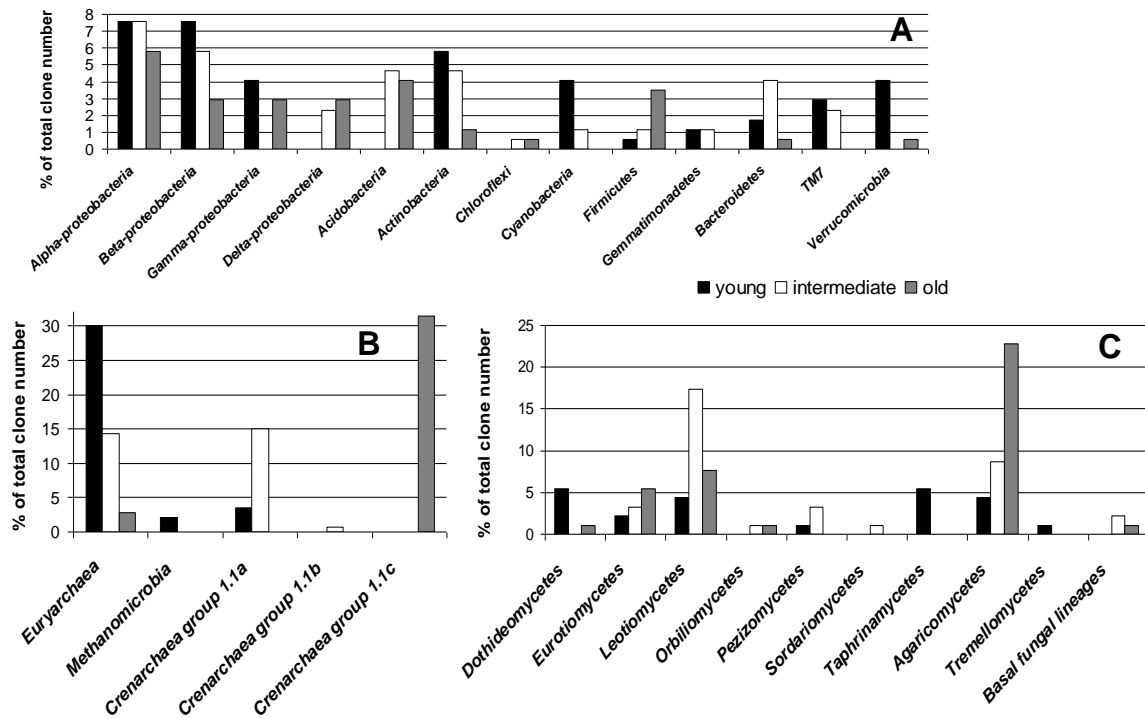 A
% of total clone number
8
7
6
5
4
3
2
1
0
Alpha-proteobacteria
Beta-proteobacteria
Gamma-proteobacteria
Delta-proteobacteria
Acidobacteria
Actinobacteria
Chloroflexi
Cyanobacteria
Firmicutes
Gemmatimonadetes
Bacteroidetes
TM7
Verrucomicrobia
young intermediate old
B
% of total clone number
30
25
20
15
10
5
0
Euryarchaea
Methanomicrobia
Crenarchaea group 1.1a
Crenarchaea group 1.1b
Crenarchaea group 1.1c
C
% of total clone number
25
20
15
10
5
0
Dothideomycetes
Eurotiomycetes
Leotiomycetes
Orbiliomycetes
Pezizomycetes
Sordariomycetes
Taphrinamycetes
Agaricomycetes
Tremellomycetes
Basal fungal lineages